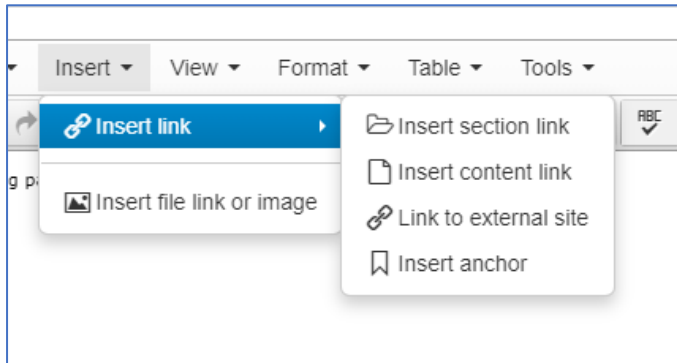 Insert View Format Table Tools
Insert link
Insert file link or image
Insert section link
Insert content link
Link to external site
Insert anchor
ABC
g p